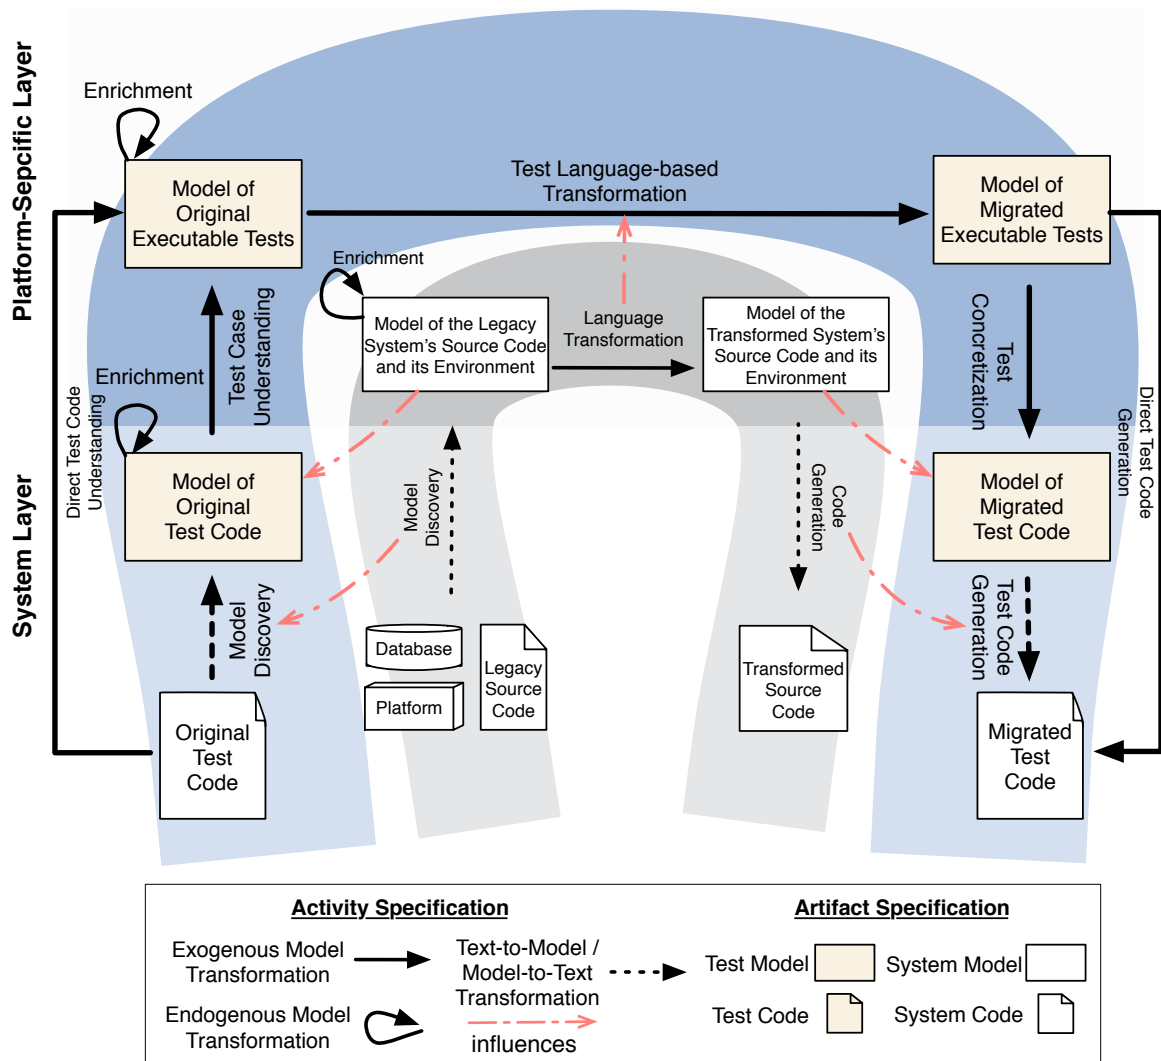 Platform-Sepcific Layer
System Layer
Enrichment
Model of
Original
Executable Tests
Test Language-based
Transformation
Model of
Migrated
Executable Tests
Enrichment
Model of the Legacy
System's Source Code
and its Environment
Language
Transformation
Model of the
Transformed System's
Source Code and its
Environment
Test Case
Understanding
Test
Concretization
Direct Test Code
Understanding
Direct Test Code
Generation
Enrichment
Model of
Original
Test Code
Model
Discovery
Code
Generation
Model of
Migrated
Test Code
Model
Discovery
Test Code
Generation
Database
Platform
Legacy
Source
Code
Transformed
Source
Code
Original
Test
Code
Migrated
Test
Code
Activity Specification
Exogenous Model
Transformation
Text-to-Model /
Model-to-Text
Transformation
Endogenous Model
Transformation
influences
Artifact Specification
Test Model
System Model
Test Code
System Code